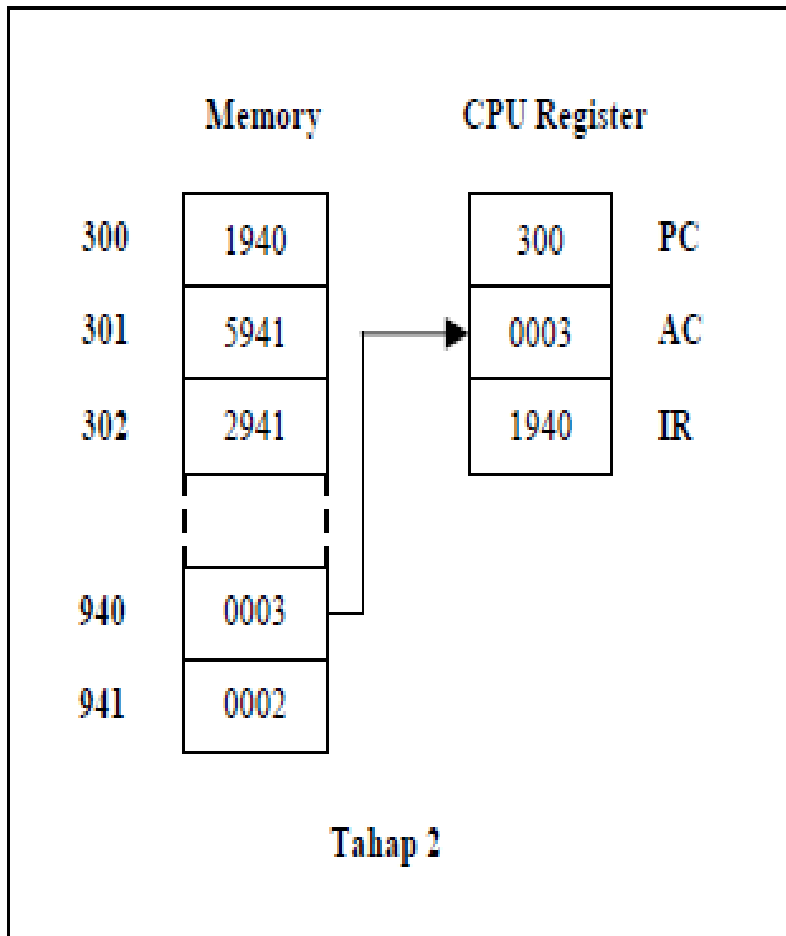 Memory CPU Register
300 1940 300 PC
301 5941 0003 AC
302 2941 1940 IR
940 0003
941 0002
Tahap 2